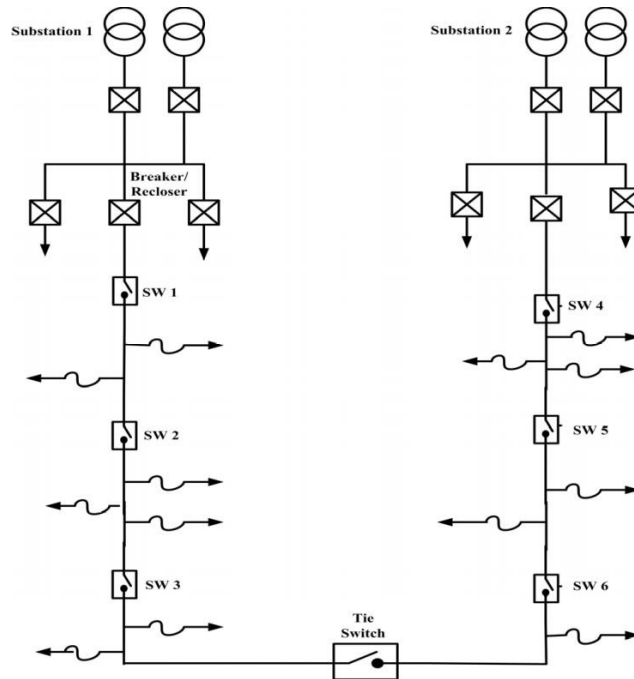 Substation 1
Substation 2
Breaker/
Recloser
SW 1
SW 4
SW 2
SW 5
SW 3
SW 6
Tie
Switch